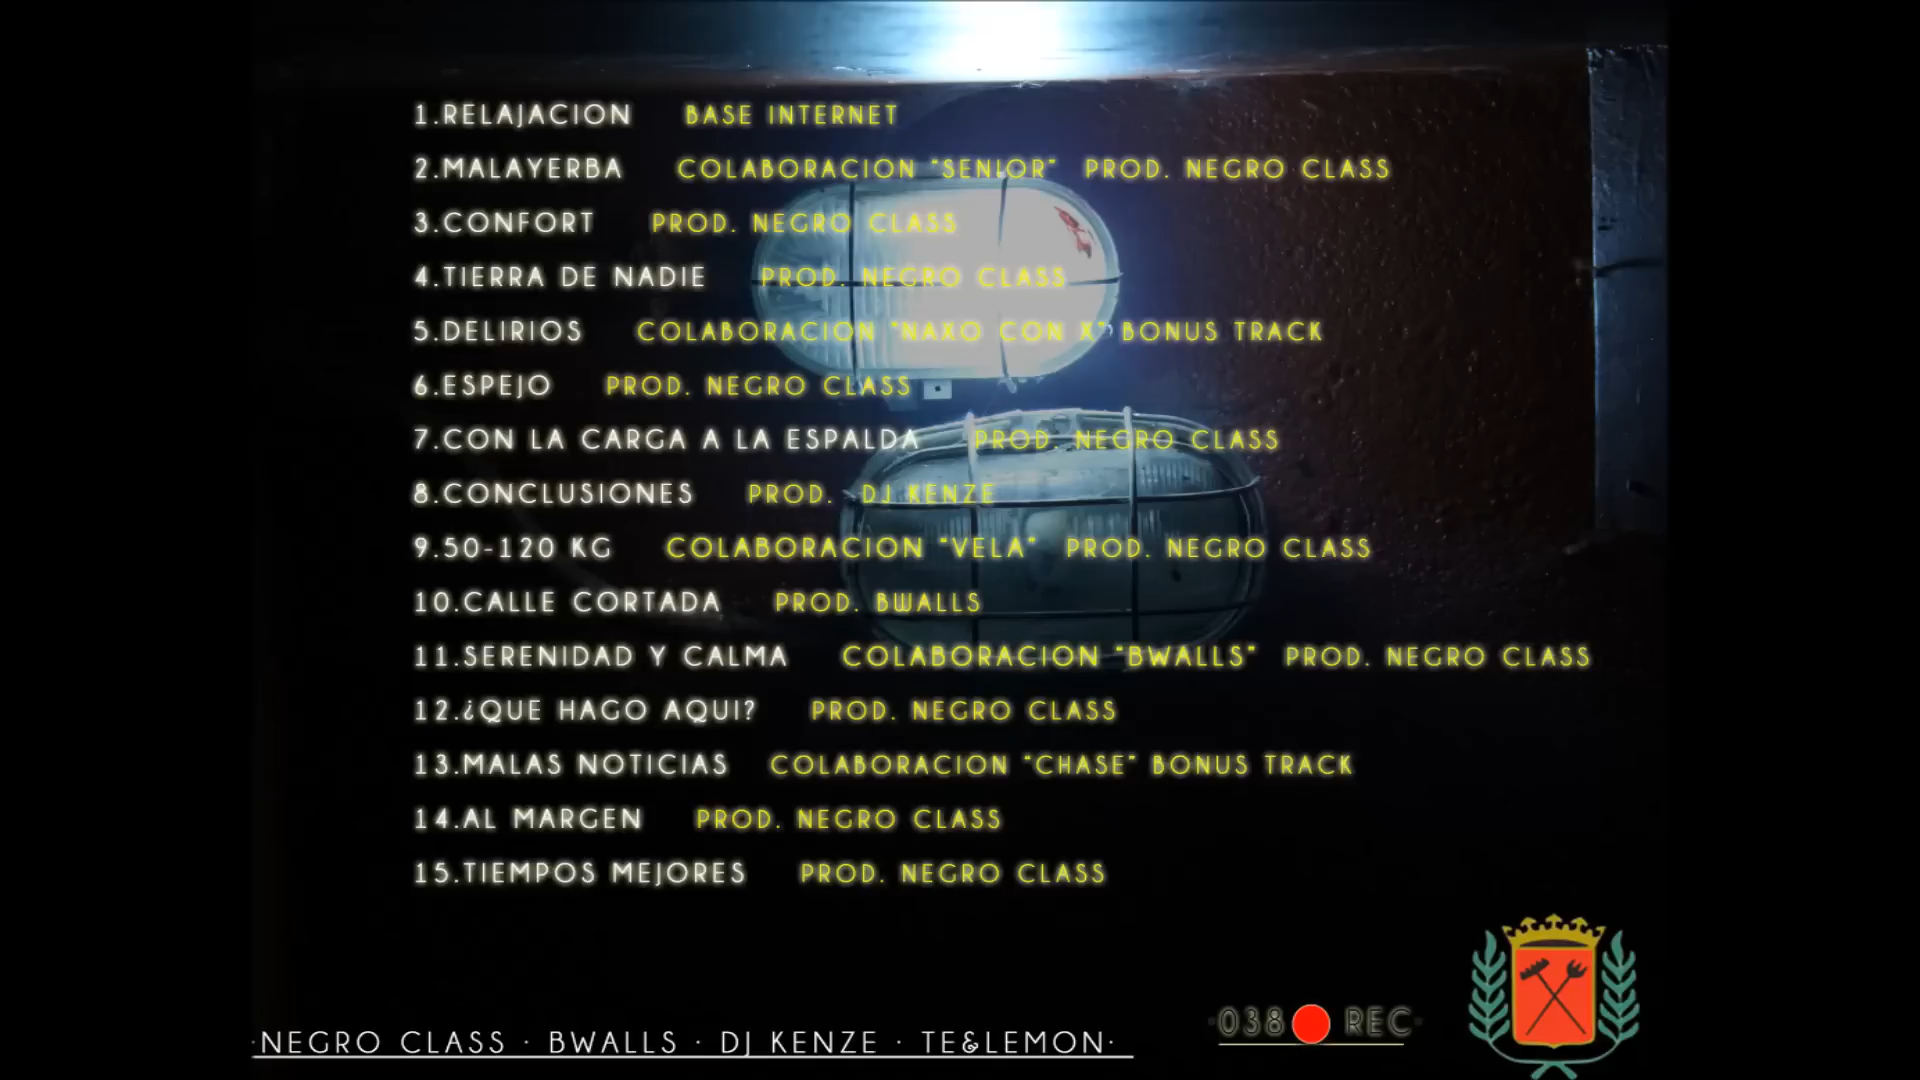 1.RELAJACION BASE INTERNET
2.MALAYERBA COLABORACION "SENIOR" PROD. NEGRO CLASS
3.CONFORT PROD. NEGRO CLASS
4.TIERRA DE NADIE PROD. NEGRO CLASS
5.DELIRIOS COLABORACION "NAXO CON X" BONUS TRACK
6.ESPEJO PROD. NEGRO CLASS
7.CON LA CARGA A LA ESPALDA PROD. NEGRO CLASS
8.CONCLUSIONES PROD. DJ KENZE
9.50-120 KG COLABORACION "VELA" PROD. NEGRO CLASS
10.CALLE CORTADA PROD. BWALLS
11.SERENIDAD Y CALMA COLABORACION "BWALLS" PROD. NEGRO CLASS
12.¿QUE HAGO AQUI? PROD. NEGRO CLASS
13.MALAS NOTICIAS COLABORACION "CHASE" BONUS TRACK
14.AL MARGEN PROD. NEGRO CLASS
15.TIEMPOS MEJORES PROD. NEGRO CLASS
·NEGRO CLASS · BWALLS · DJ KENZE · TE&LEMON·
·038 REC·